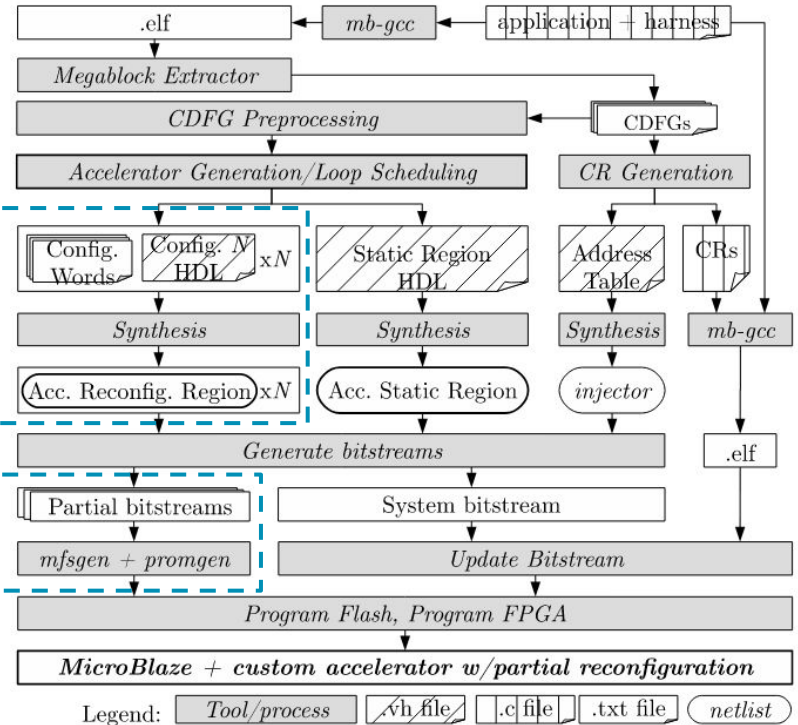 .elf
mb-gcc
application + harness
Megablock Extractor
CDFG Preprocessing
CDFGs
Accelerator Generation/Loop Scheduling
CR Generation
Config.
Words
Config. N
HDL
xN
Static Region
HDL
Address
Table
CRs
Synthesis
Synthesis
Synthesis
mb-gcc
Acc. Reconfig. Region
xN
Acc. Static Region
injector
Generate bitstreams
.elf
Partial bitstreams
System bitstream
mfsgen + promgen
Update Bitstream
Program Flash, Program FPGA
MicroBlaze + custom accelerator w/partial reconfiguration
Legend:
Tool/process
.vh file
.c file
.txt file
netlist